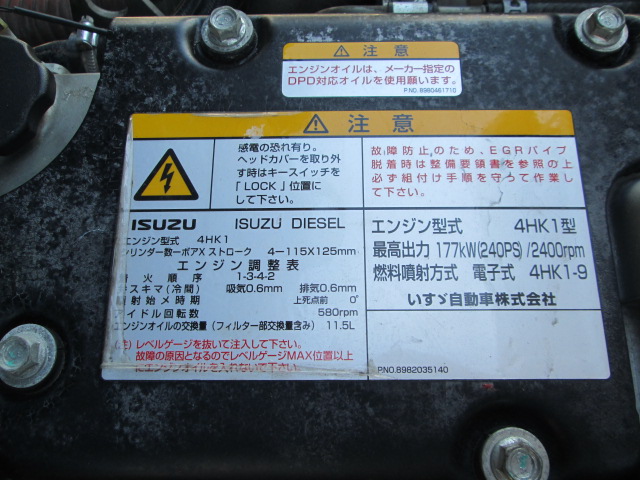 注意
エンジンオイルは、メーカー指定の
DPD対応オイルを使用願います。
P.NO.8980461710
注意
感電の恐れ有り。
ヘッドカバーを取り外
す時はキースイッチを
「LOCK」位置に
して下さい。
故障防止のため、EGRパイプ
脱着時は整備要領書を参照の上
必ず組付け手順を守って作業し
て下さい。
ISUZU ISUZU DIESEL
エンジン型式 4HK1
シリンダー数ーボアXストローク 4ー115X125mm
エンジン調整表
火順序 1-3-4-2
スキマ(冷間) 吸気0.6mm 排気0.6mm
射始メ時期 上死点前 0°
アイドル回転数 580rpm
エンジンオイルの交換量(フィルター部交換量含み) 11.5L
注)レベルゲージを抜いて注入して下さい。
故障の原因となるのでレベルゲージMAX位置以上
にエンジンオイルを入れないで下さい。
エンジン型式 4HK1型
最高出力 177kW(240PS)/2400rpm
燃料噴射方式 電子式 4HK1-9
いすゞ自動車株式会社
P.NO.8982035140